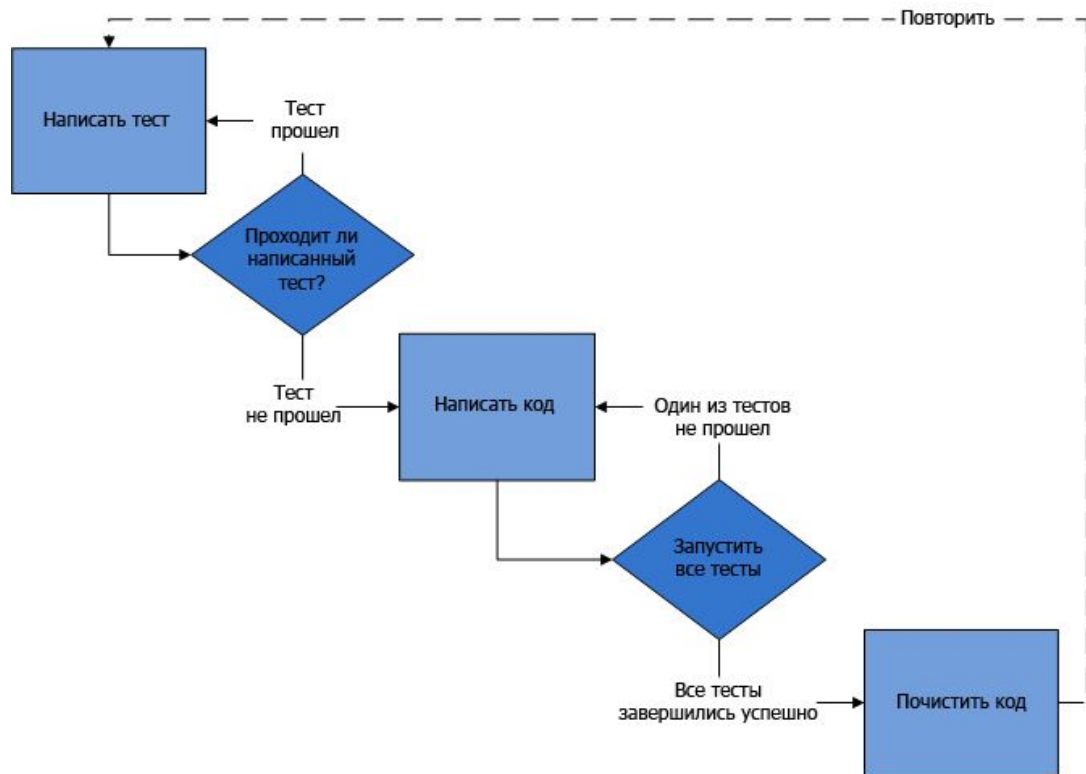 Повторить
Написать тест
Тест
прошел
Проходит ли
написанный
тест?
Тест
не прошел
Написать код
Один из тестов
не прошел
Запустить
все тесты
Все тесты
завершились успешно
Почистить код